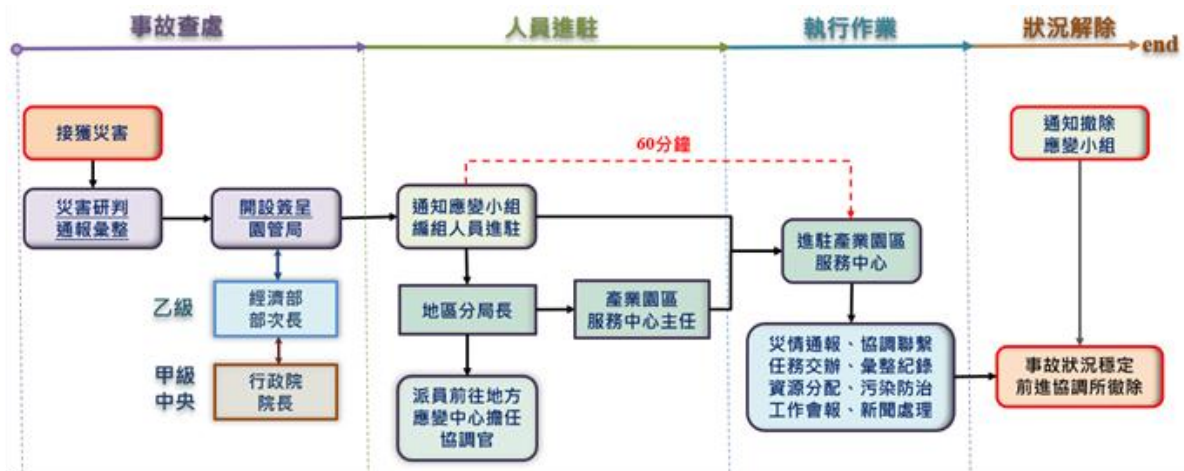 事故查處
人員進駐
執行作業
狀況解除
end
接獲災害
災害研判
通報彙整
開設簽呈
園管局
乙級
經濟部
部次長
甲級
中央
行政院
院長
60分鐘
通知應變小組
編組人員進駐
地區分局長
產業園區
服務中心主任
派員前往地方
應變中心擔任
協調官
進駐產業園區
服務中心
災情通報、協調聯繫
任務交辦、彙整紀錄
資源分配、污染防治
工作會報、新聞處理
通知撤除
應變小組
事故狀況穩定
前進協調所撤除